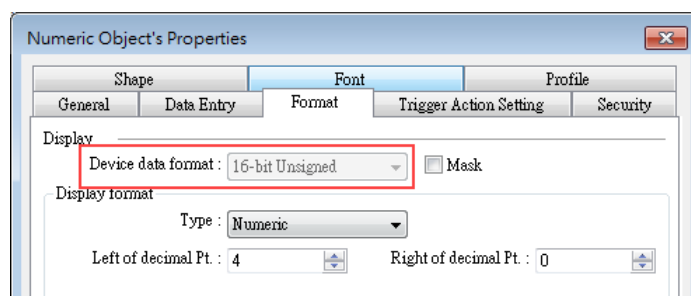 Numeric Object's Properties
Shape Font Profile
General Data Entry Format Trigger Action Setting Security
Display
Device data format : 16-bit Unsigned Mask
Display format
Type : Numeric
Left of decimal Pt. : 4 Right of decimal Pt. : 0